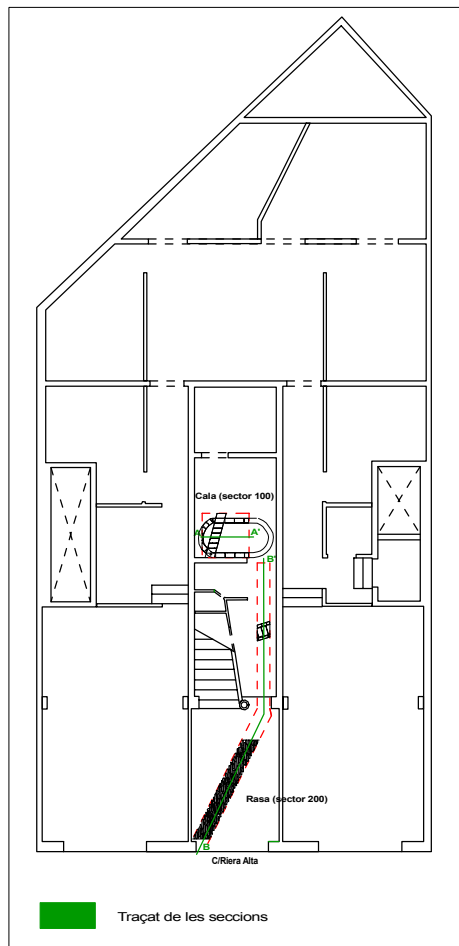 Cala (sector 100)
A
A'
B'
Rasa (sector 200)
B
C/Riera Alta
Traçat de les seccions